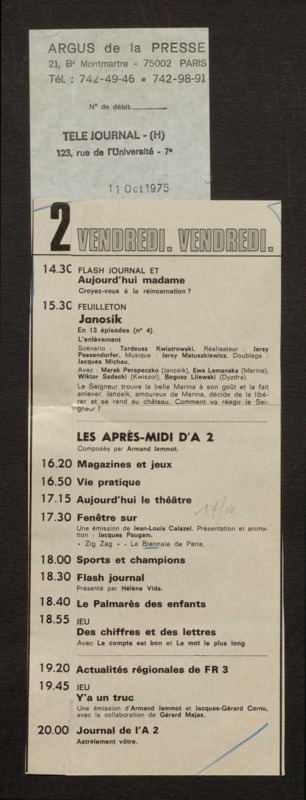 ARGUS de la PRESSE
21, Bd Montmartre - 75002 PARIS
Tél. : 742-49-46 - 742-98-91
N° de débit
TELE JOURNAL - (H)
123, rue de l'Université - 7e
11 Oct 1975
2 VENDREDI. VENDREDI.
14.30 FLASH JOURNAL ET
Aujourd'hui madame
Croyez-vous à la réincarnation ?
15.30 FEUILLETON
Janosik
En 13 épisodes (n° 4)
L'enlèvement
Scénario : Tardeusz Kwiatrowski. Réalisateur : Jerzy
Passendorfer. Musique : Jerzy Matuszkiewicz. Doublage :
Jacques Michau.
Avec : Marek Perepeczko (Janosik), Ewa Lemanska (Marina),
Wiktor Sadecki (Kwiszol), Bogusz Lliewski (Dyzdra).
Le Seigneur trouve la belle Marina à son goût et la fait
enlever. Janosik, amoureux de Marina, décide de la libé-
rer et se rend au château. Comment va réagir le Sei-
gneur ?
LES APRÈS-MIDI D'A 2
Composés par Armand Jammot.
16.20 Magazines et jeux
16.50 Vie pratique
17.15 Aujourd'hui le théâtre
17.30 Fenêtre sur
17/10
Une émission de Jean-Louis Calazel. Présentation et anima-
tion : Jacques Paugam.
« Zig Zag » - La Biennale de Paris.
18.00 Sports et champions
18.30 Flash journal
Présenté par Hélène Vida.
18.40 Le Palmarès des enfants
18.55 JEU
Des chiffres et des lettres
Avec Le compte est bon et Le mot le plus long
19.20 Actualités régionales de FR 3
19.45 JEU
Y'a un truc
Une émission d'Armand Jammot et Jacques-Gérard Cornu,
avec la collaboration de Gérard Majax.
20.00 Journal de l'A 2
Astralement vôtre.